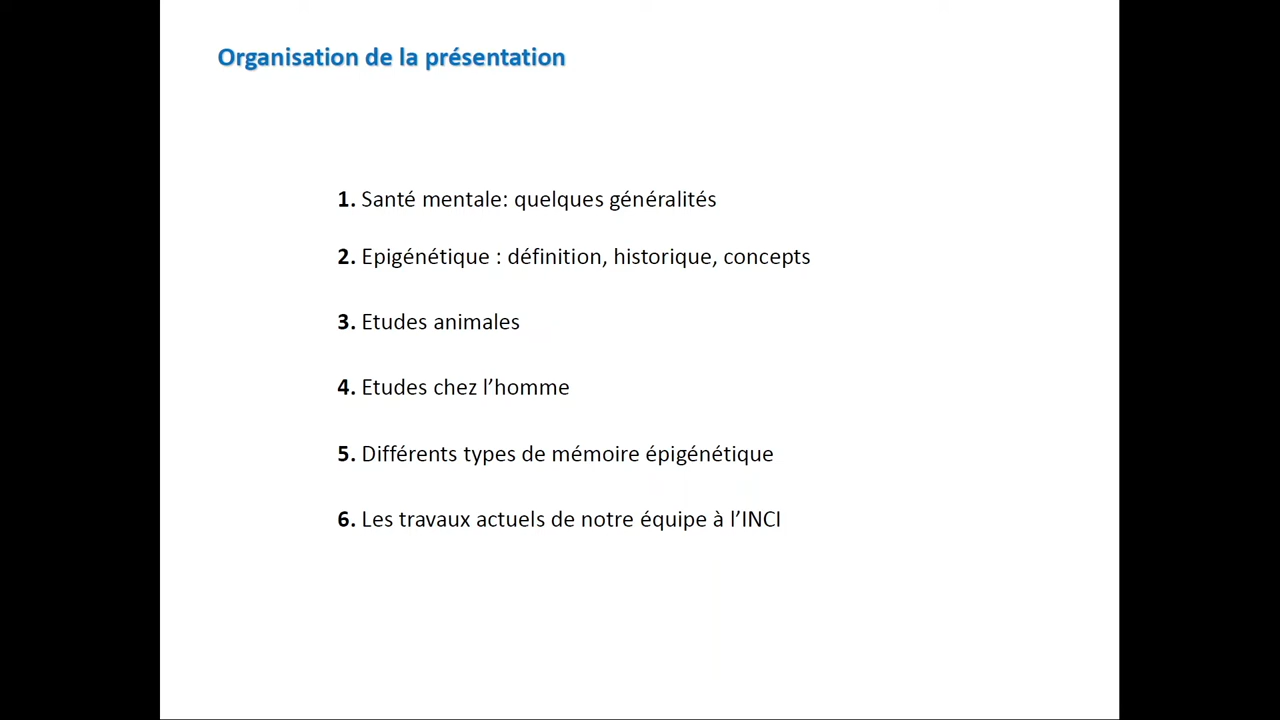 Organisation de la présentation
1. Santé mentale: quelques généralités
2. Epigénétique : définition, historique, concepts
3. Etudes animales
4. Etudes chez l’homme
5. Différents types de mémoire épigénétique
6. Les travaux actuels de notre équipe à l’INCI